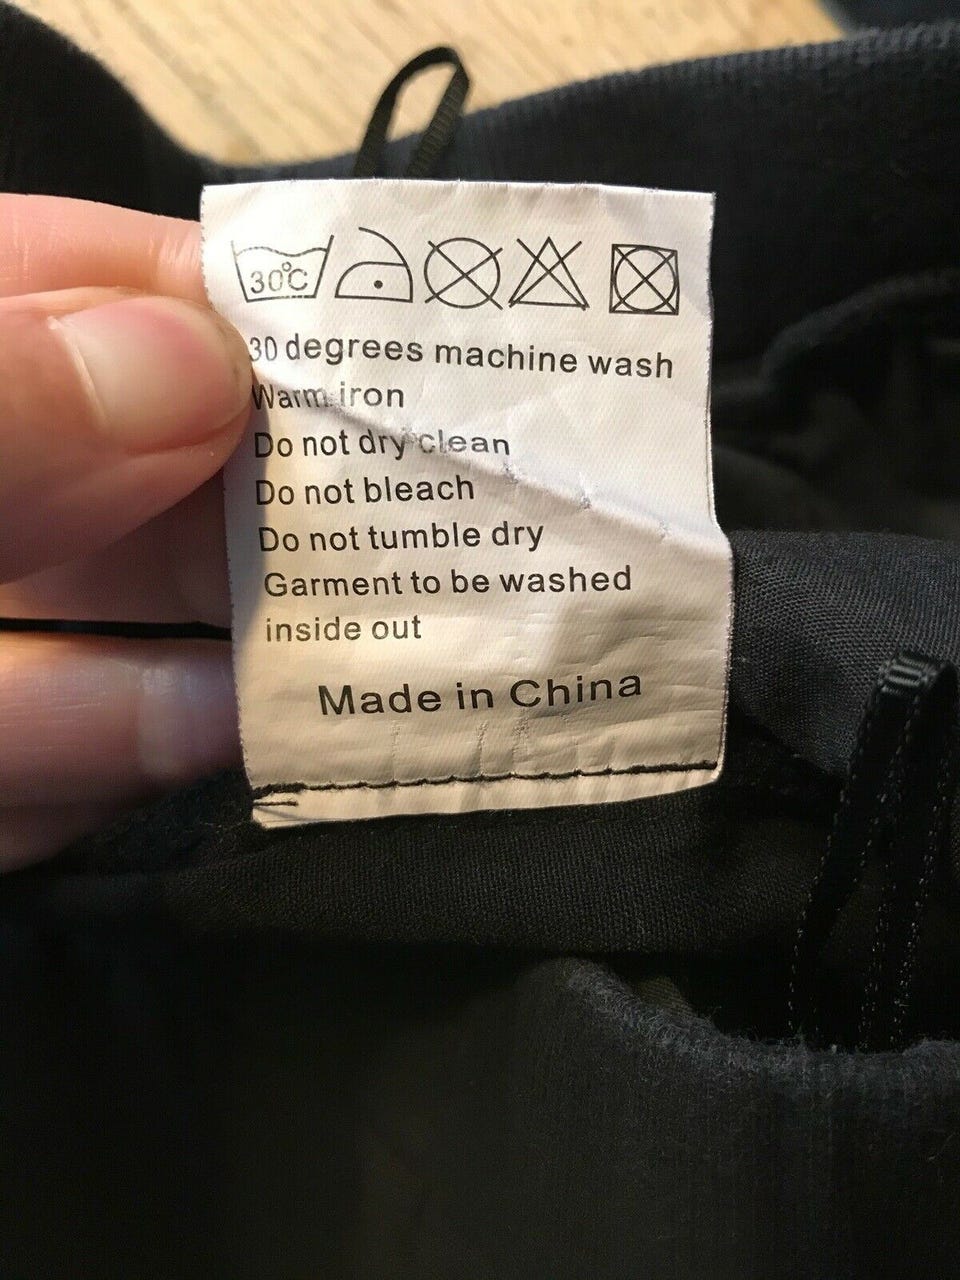 30°C
30 degrees machine wash
Warm iron
Do not dry clean
Do not bleach
Do not tumble dry
Garment to be washed
inside out
Made in China